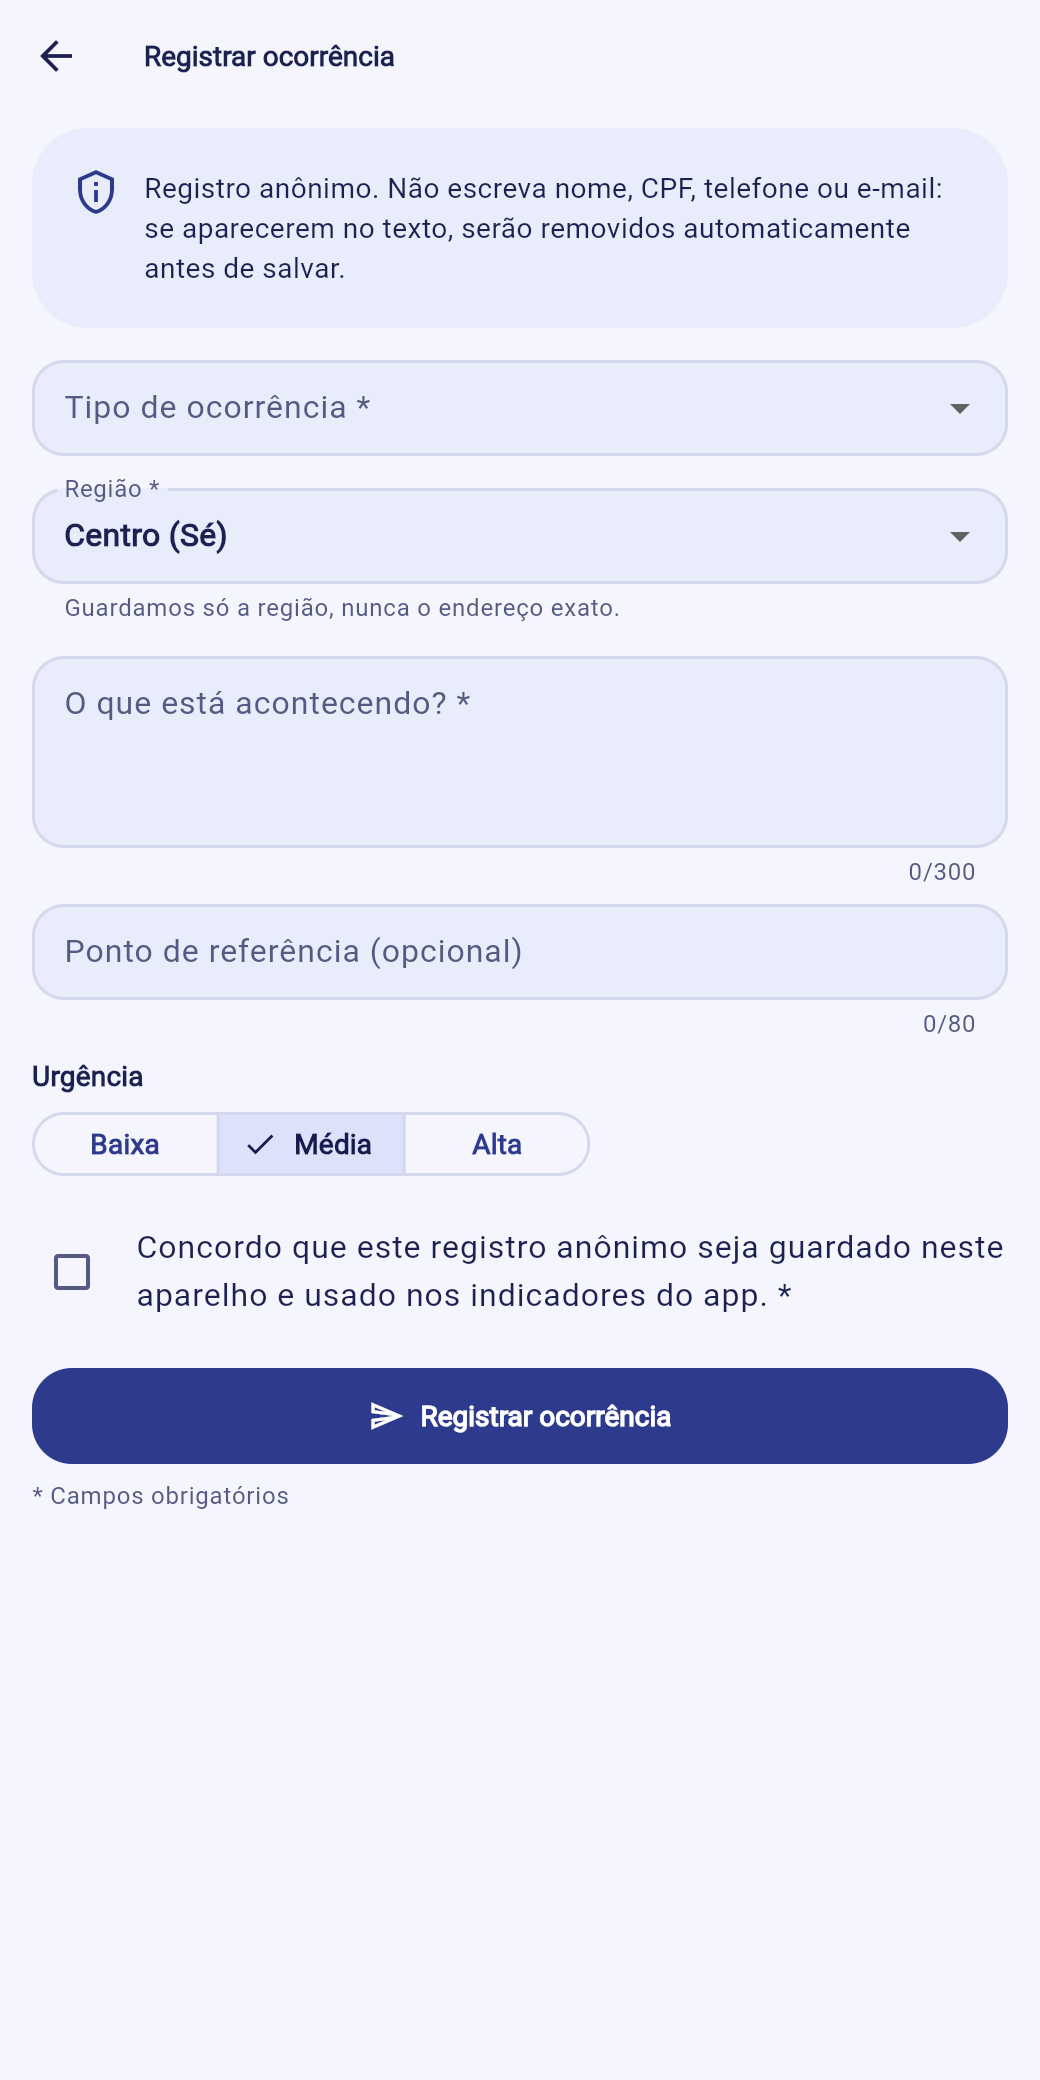 Registrar ocorrência
Registro anônimo. Não escreva nome, CPF, telefone ou e-mail:
se aparecerem no texto, serão removidos automaticamente
antes de salvar.
Tipo de ocorrência *
Região *
Centro (Sé)
Guardamos só a região, nunca o endereço exato.
O que está acontecendo? *
0/300
Ponto de referência (opcional)
0/80
Urgência
Baixa Média Alta
Concordo que este registro anônimo seja guardado neste
aparelho e usado nos indicadores do app. *
Registrar ocorrência
* Campos obrigatórios